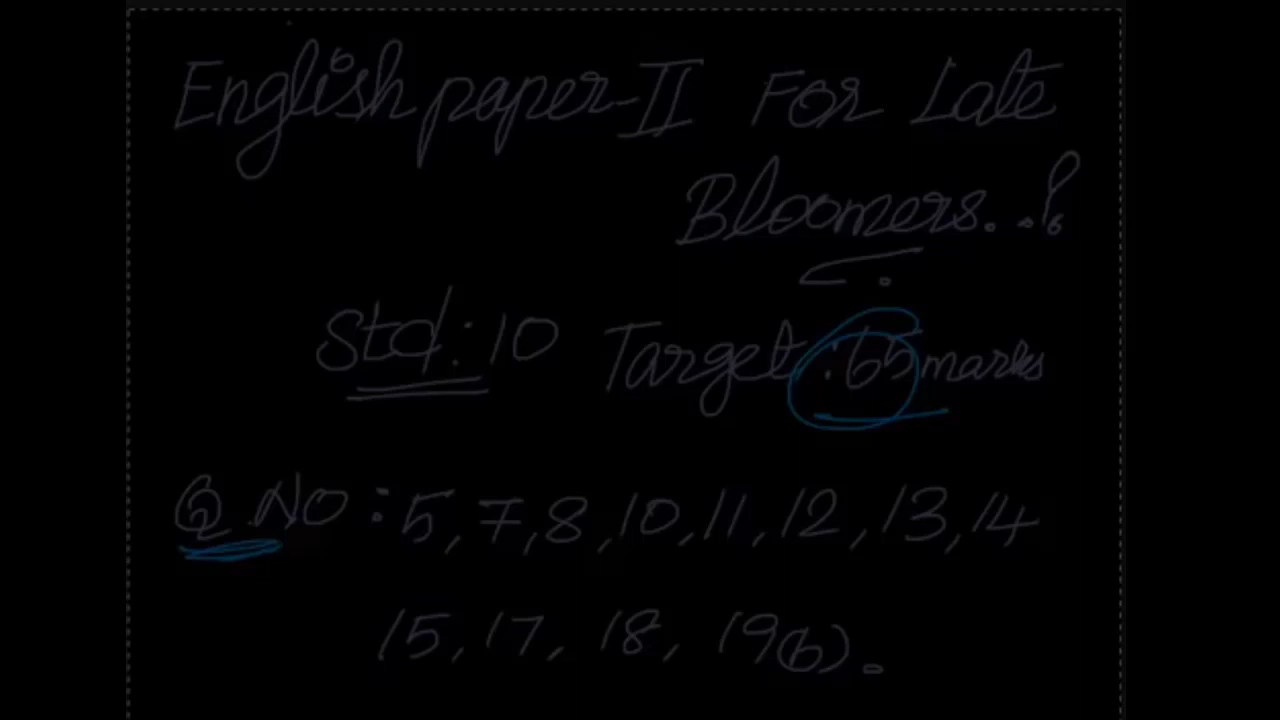 English paper-II For Late
Bloomers..!
Std: 10 Target: 65 marks
Q.No: 5, 7, 8, 10, 11, 12, 13, 14
15, 17, 18, 19(b).